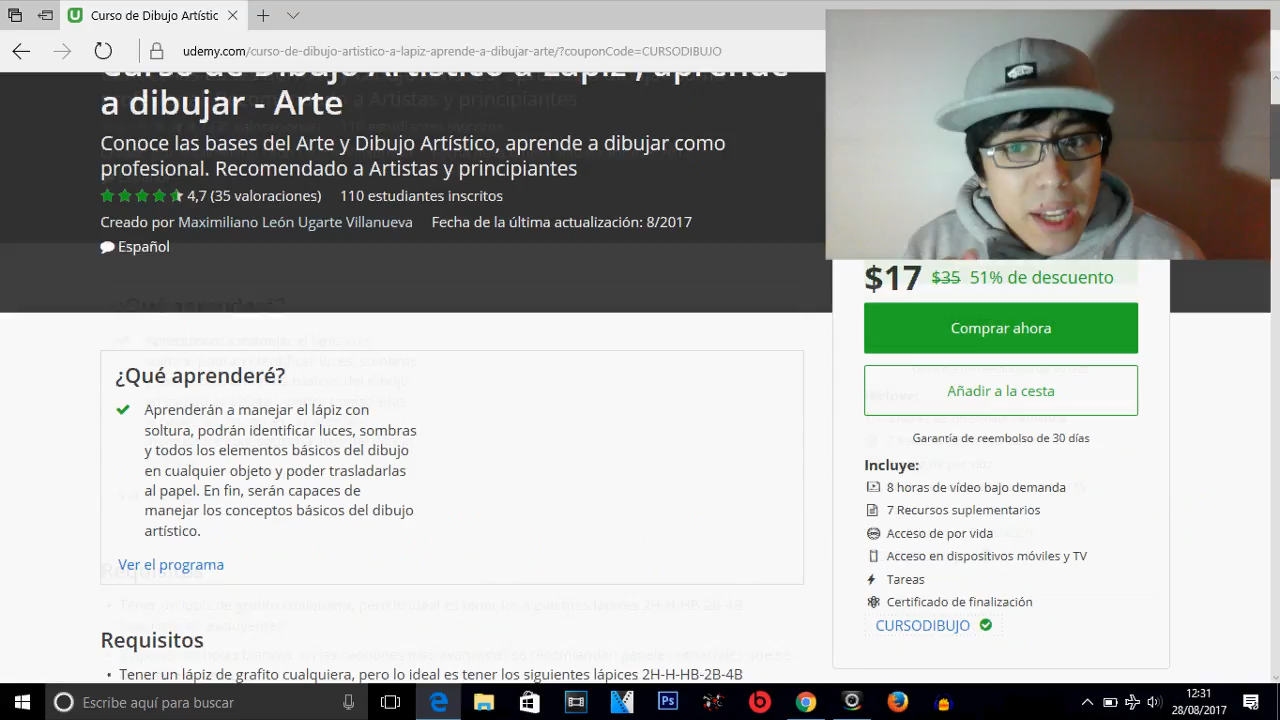 Curso de Dibujo Artístic
udemy.com/curso-de-dibujo-artistico-a-lapiz-aprende-a-dibujar-arte/?couponCode=CURSODIBUJO
Curso de Dibujo Artístico a Lápiz , aprende
a dibujar - Arte
Conoce las bases del Arte y Dibujo Artístico, aprende a dibujar como
profesional. Recomendado a Artistas y principiantes
4,7 (35 valoraciones) 110 estudiantes inscritos
Creado por Maximiliano León Ugarte Villanueva Fecha de la última actualización: 8/2017
Español
$17 $35 51% de descuento
Comprar ahora
Añadir a la cesta
Garantía de reembolso de 30 días
Incluye:
8 horas de vídeo bajo demanda
7 Recursos suplementarios
Acceso de por vida
Acceso en dispositivos móviles y TV
Tareas
Certificado de finalización
CURSODIBUJO
¿Qué aprenderé?
Aprenderán a manejar el lápiz con
soltura, podrán identificar luces, sombras
y todos los elementos básicos del dibujo
en cualquier objeto y poder trasladarlas
al papel. En fin, serán capaces de
manejar los conceptos básicos del dibujo
artístico.
Ver el programa
Requisitos
• Tener un lápiz de grafito cualquiera, pero lo ideal es tener los siguientes lápices 2H-H-HB-2B-4B
Escribe aquí para buscar
Ps
12:31
28/08/2017